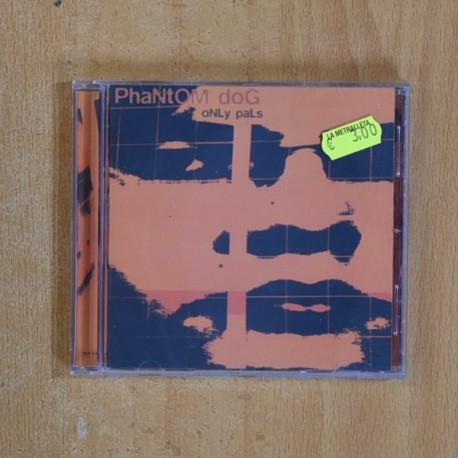 PhaNtOM doG
oNLy paLs
LA METRALLETA
€ 3,00